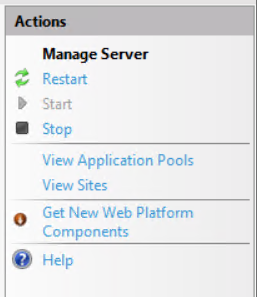 Actions
Manage Server
Restart
Start
Stop
View Application Pools
View Sites
Get New Web Platform
Components
Help